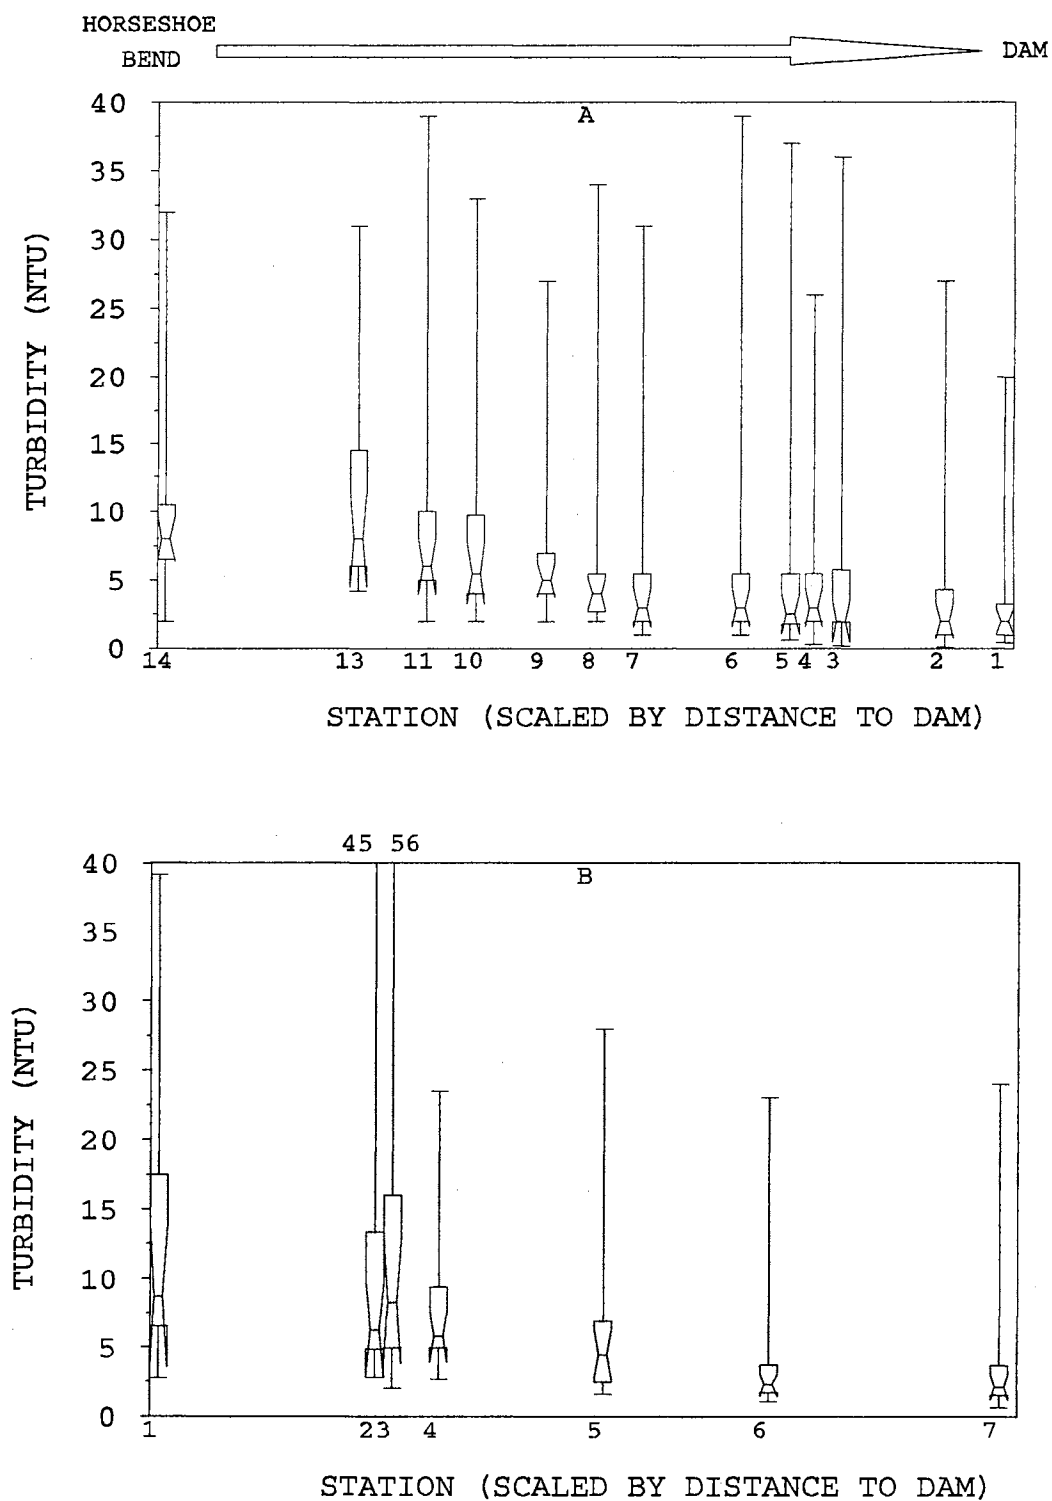 HORSESHOE
BEND
DAM
A
40
35
30
25
20
15
10
5
0
TURBIDITY (NTU)
14 13 11 10 9 8 7 6 5 4 3 2 1
STATION (SCALED BY DISTANCE TO DAM)
45 56
B
40
35
30
25
20
15
10
5
0
TURBIDITY (NTU)
1 23 4 5 6 7
STATION (SCALED BY DISTANCE TO DAM)